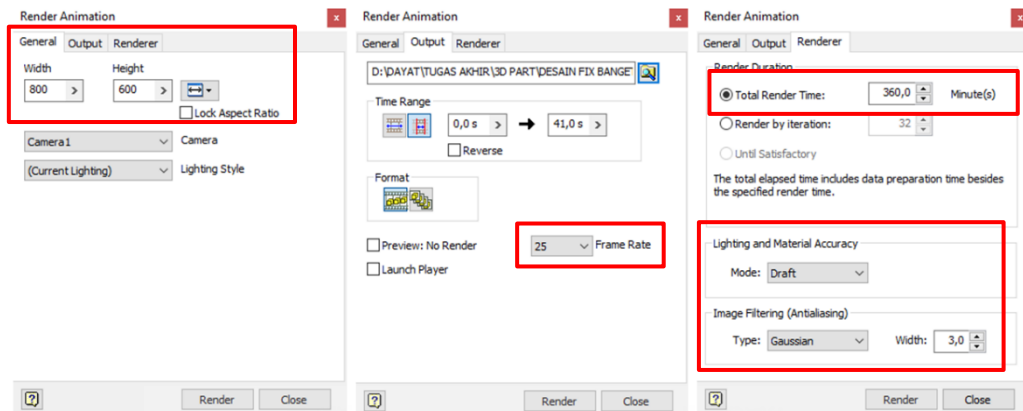 Render Animation
x
General Output Renderer
Width Height
800 > 600 >
Lock Aspect Ratio
Camera1 Camera
(Current Lighting) Lighting Style
? Render Close
Render Animation
x
General Output Renderer
D:\DAYAT\TUGAS AKHIR\3D PART\DESAIN FIX BANGET
Time Range
0,0 s > 41,0 s >
Reverse
Format
Preview: No Render 25 Frame Rate
Launch Player
? Render Close
Render Animation
x
General Output Renderer
Render Duration
Total Render Time: 360,0 Minute(s)
Render by iteration: 32
Until Satisfactory
The total elapsed time includes data preparation time besides
the specified render time.
Lighting and Material Accuracy
Mode: Draft
Image Filtering (Antialiasing)
Type: Gaussian Width: 3,0
? Render Close